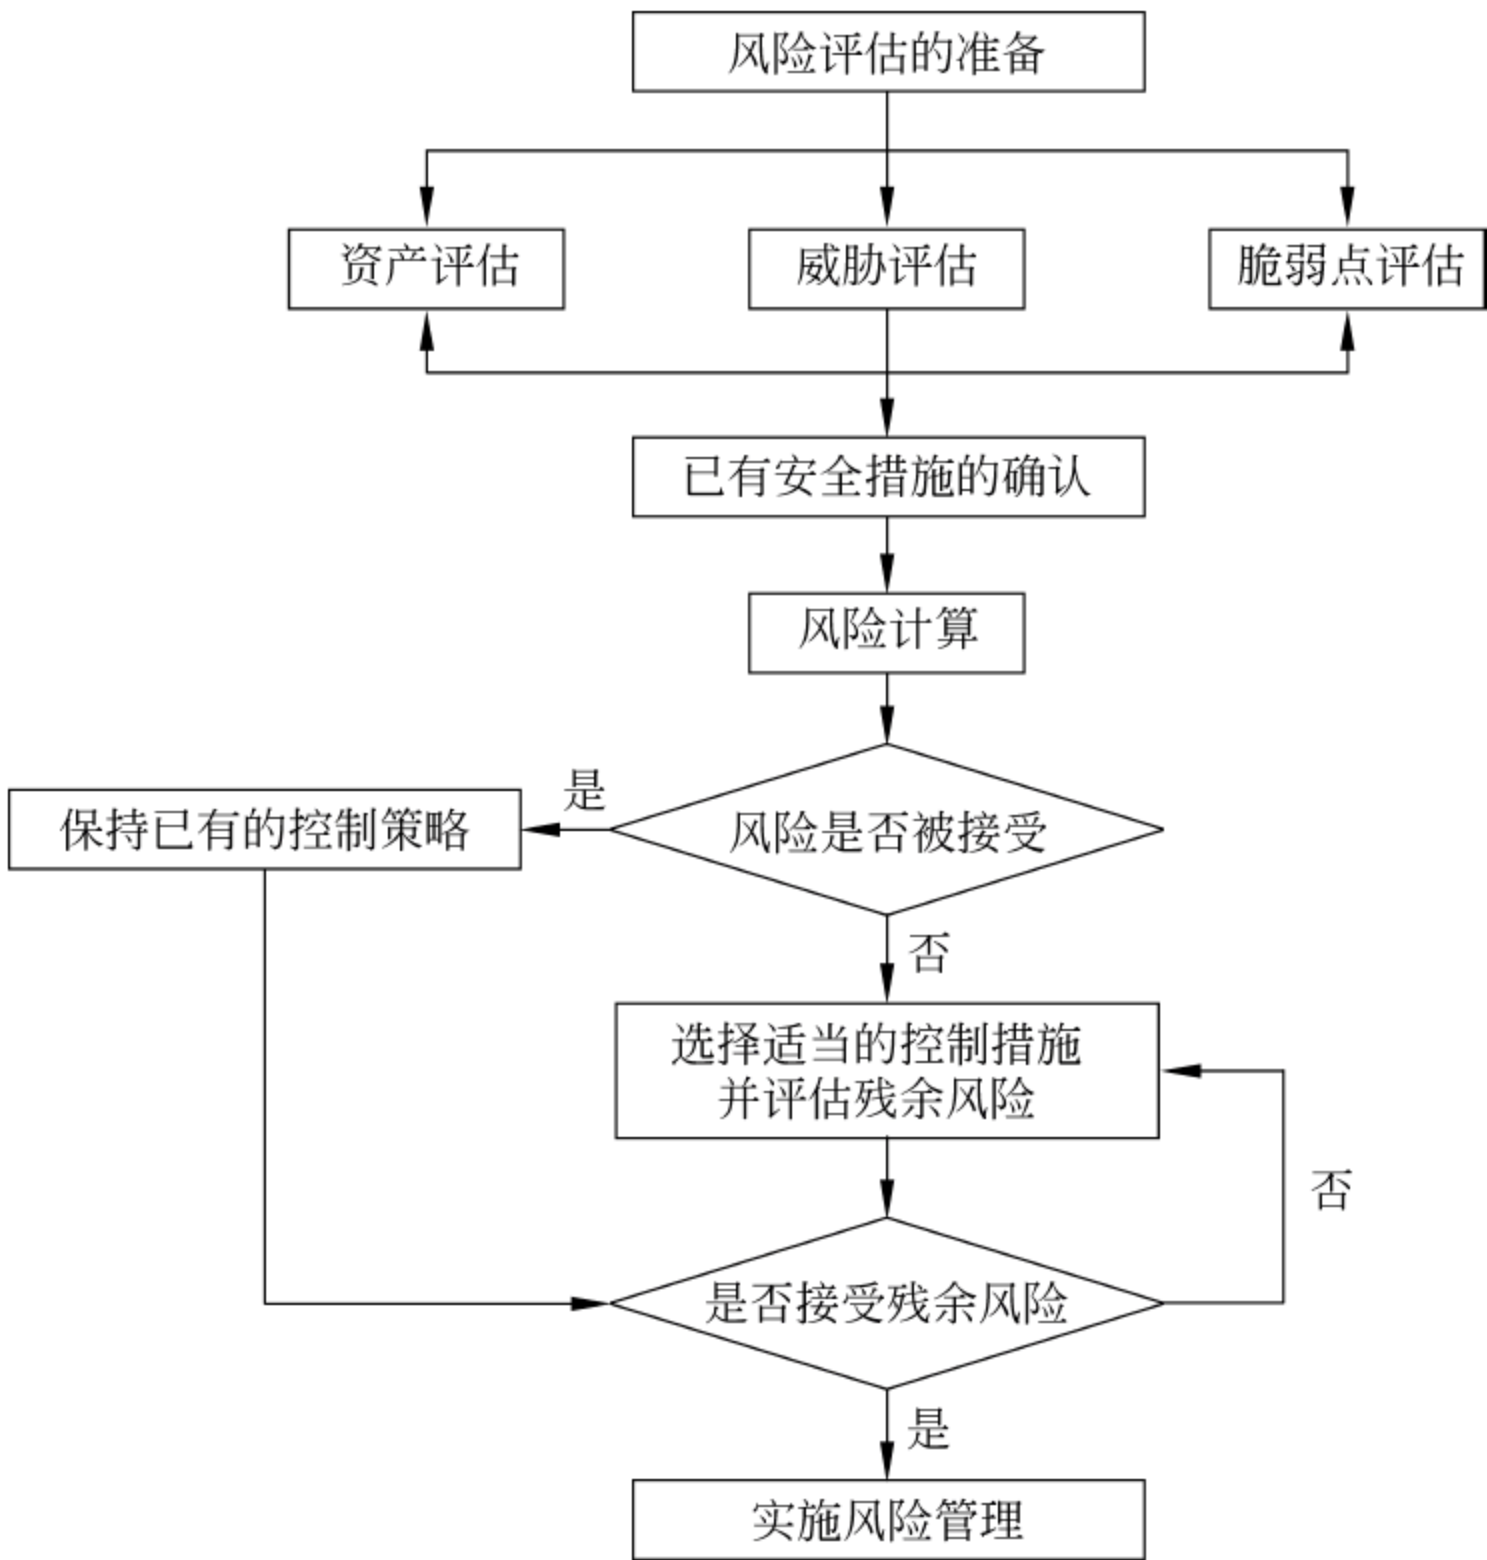 风险评估的准备
资产评估
威胁评估
脆弱点评估
已有安全措施的确认
风险计算
风险是否被接受
是
保持已有的控制策略
否
选择适当的控制措施
并评估残余风险
否
是否接受残余风险
是
实施风险管理